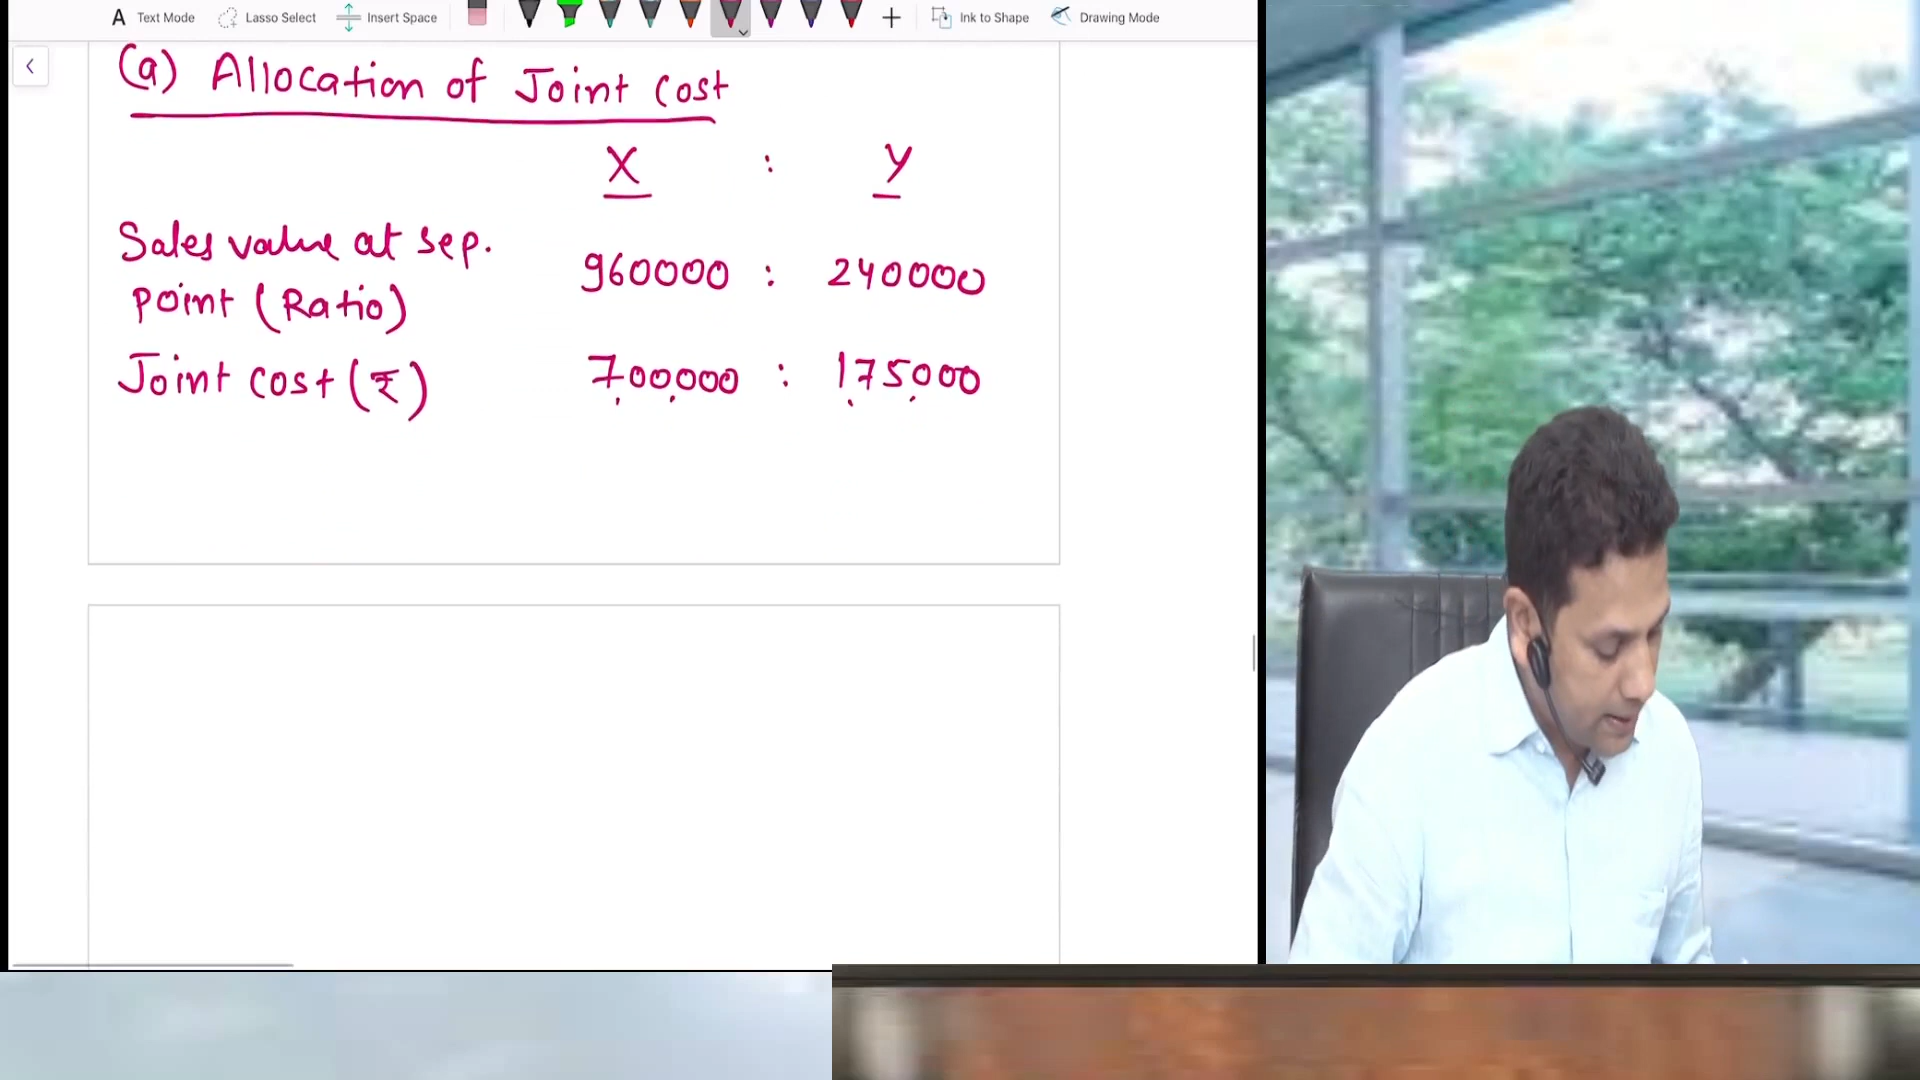 A Text Mode Lasso Select Insert Space Ink to Shape Drawing Mode
(a) Allocation of Joint Cost
X : Y
Sales value at sep.
point (Ratio) 960000 : 240000
Joint cost (₹) 700000 : 175000